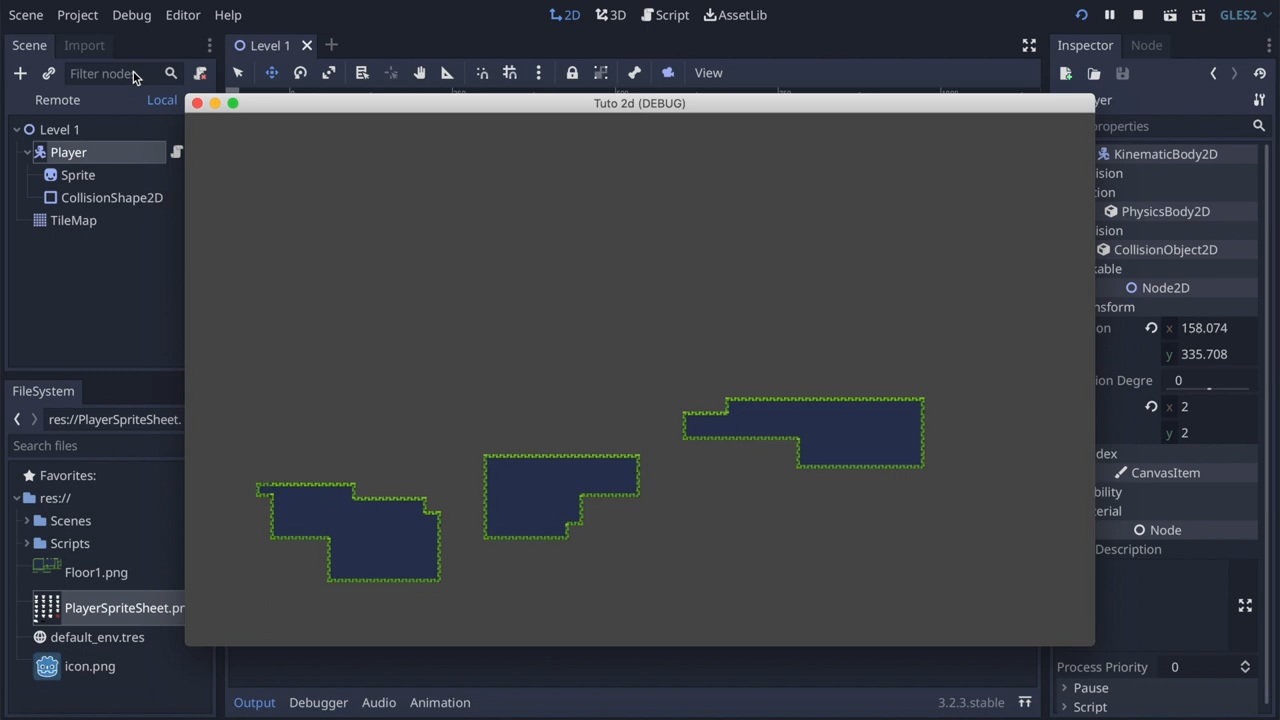 Scene Project Debug Editor Help
2D 3D Script AssetLib
GLES2
Scene Import
Level 1
Inspector Node
Filter nodes
View
Remote Local
Tuto 2d (DEBUG)
yer
properties
Level 1
Player
Sprite
CollisionShape2D
TileMap
KinematicBody2D
ision
tion
PhysicsBody2D
ision
CollisionObject2D
kable
Node2D
nsform
on x 158.074
y 335.708
ion Degre 0
x 2
y 2
dex
CanvasItem
bility
terial
Node
Description
Process Priority 0
Pause
Script
FileSystem
res://PlayerSpriteSheet.
Search files
Favorites:
res://
Scenes
Scripts
Floor1.png
PlayerSpriteSheet.pr
default_env.tres
icon.png
Output Debugger Audio Animation
3.2.3.stable